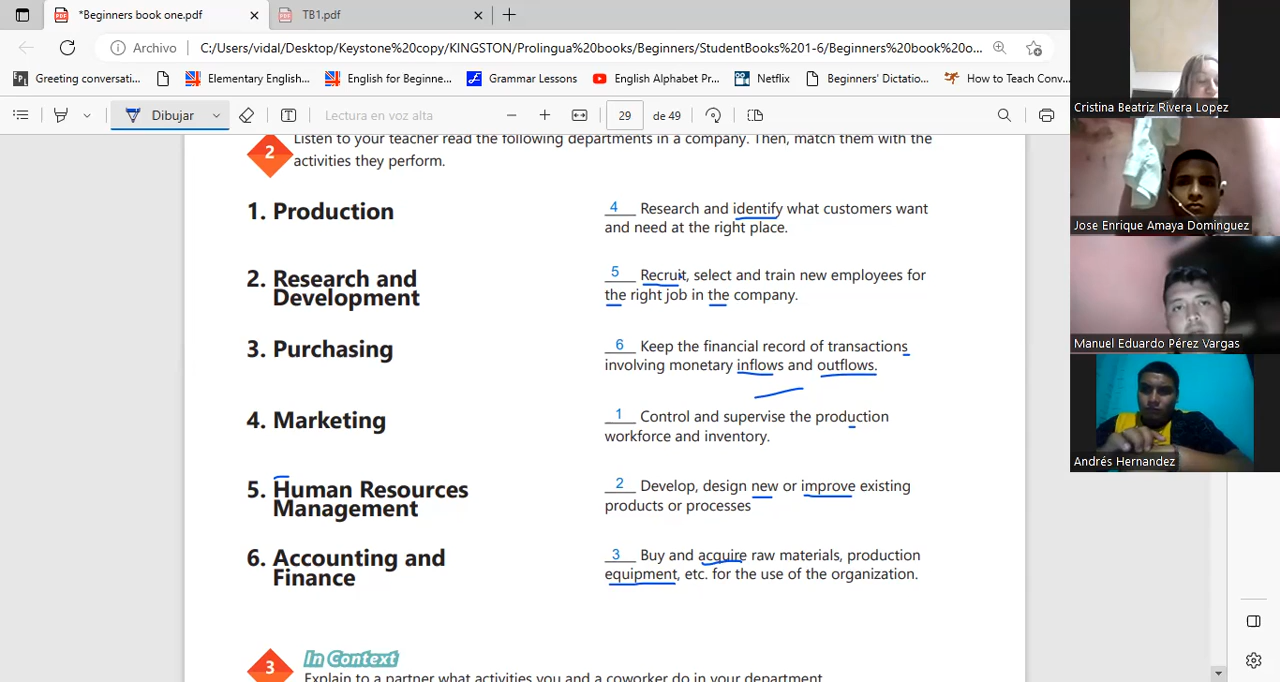 *Beginners book one.pdf
TB1.pdf
Archivo
C:/Users/vidal/Desktop/Keystone%20copy/KINGSTON/Prolingua%20books/Beginners/StudentBooks%201-6/Beginners%20book%20o...
Greeting conversati...
Elementary English...
English for Beginne...
Grammar Lessons
English Alphabet Pr...
Netflix
Beginners' Dictatio...
How to Teach Conv...
Dibujar
Lectura en voz alta
29
de 49
2
Listen to your teacher read the following departments in a company. Then, match them with the
activities they perform.
1. Production
4 Research and identify what customers want
and need at the right place.
2. Research and
Development
5 Recruit, select and train new employees for
the right job in the company.
3. Purchasing
6 Keep the financial record of transactions
involving monetary inflows and outflows.
4. Marketing
1 Control and supervise the production
workforce and inventory.
5. Human Resources
Management
2 Develop, design new or improve existing
products or processes
6. Accounting and
Finance
3 Buy and acquire raw materials, production
equipment, etc. for the use of the organization.
3
In Context
Explain to a partner what activities you and a coworker do in your department
Cristina Beatriz Rivera Lopez
Jose Enrique Amaya Dominguez
Manuel Eduardo Pérez Vargas
Andrés Hernandez